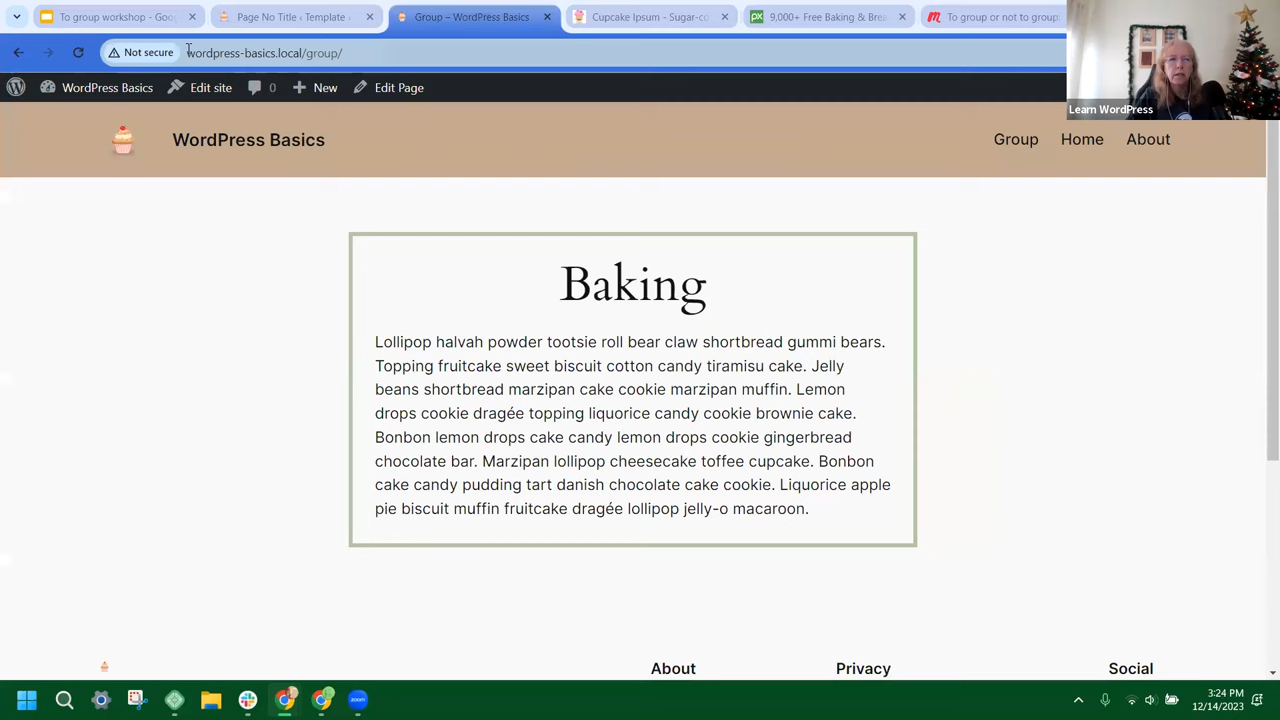 To group workshop - Goo
Page No Title ‹ Template ‹
Group – WordPress Basics
Cupcake Ipsum - Sugar-co
9,000+ Free Baking & Brea
To group or not to group
Not secure
wordpress-basics.local/group/
WordPress Basics
Edit site
0
New
Edit Page
Learn WordPress
WordPress Basics
Group
Home
About
Baking
Lollipop halvah powder tootsie roll bear claw shortbread gummi bears.
Topping fruitcake sweet biscuit cotton candy tiramisu cake. Jelly
beans shortbread marzipan cake cookie marzipan muffin. Lemon
drops cookie dragée topping liquorice candy cookie brownie cake.
Bonbon lemon drops cake candy lemon drops cookie gingerbread
chocolate bar. Marzipan lollipop cheesecake toffee cupcake. Bonbon
cake candy pudding tart danish chocolate cake cookie. Liquorice apple
pie biscuit muffin fruitcake dragée lollipop jelly-o macaroon.
About
Privacy
Social
3:24 PM
12/14/2023